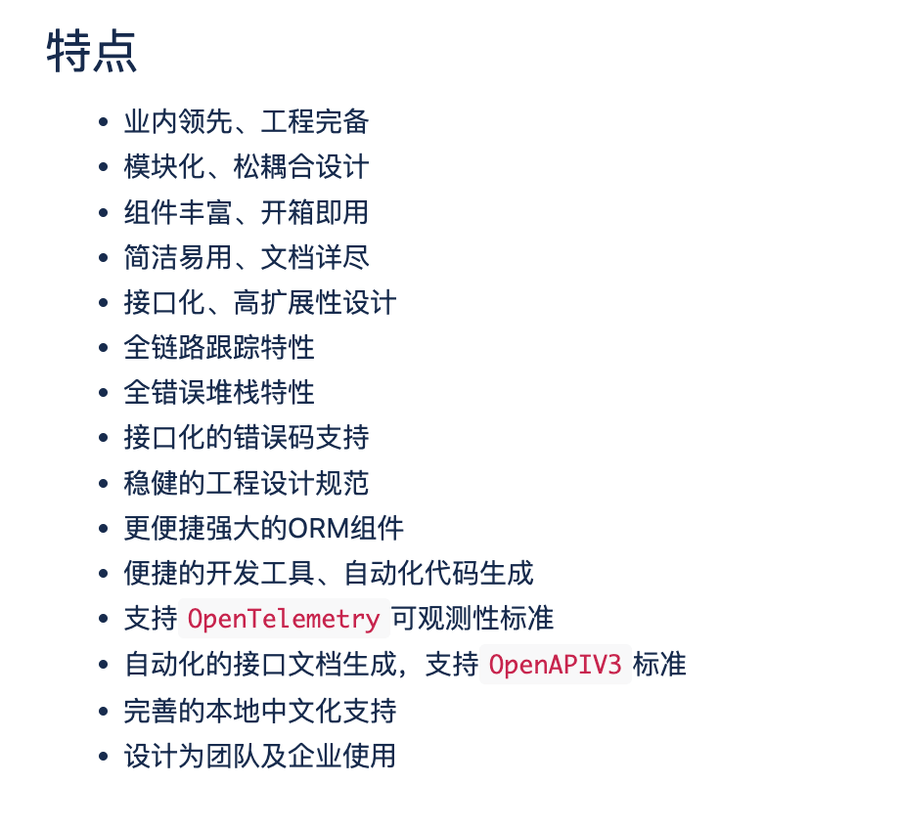 特点
业内领先、工程完备
模块化、松耦合设计
组件丰富、开箱即用
简洁易用、文档详尽
接口化、高扩展性设计
全链路跟踪特性
全错误堆栈特性
接口化的错误码支持
稳健的工程设计规范
更便捷强大的ORM组件
便捷的开发工具、自动化代码生成
支持 OpenTelemetry 可观测性标准
自动化的接口文档生成，支持 OpenAPIV3 标准
完善的本地中文化支持
设计为团队及企业使用